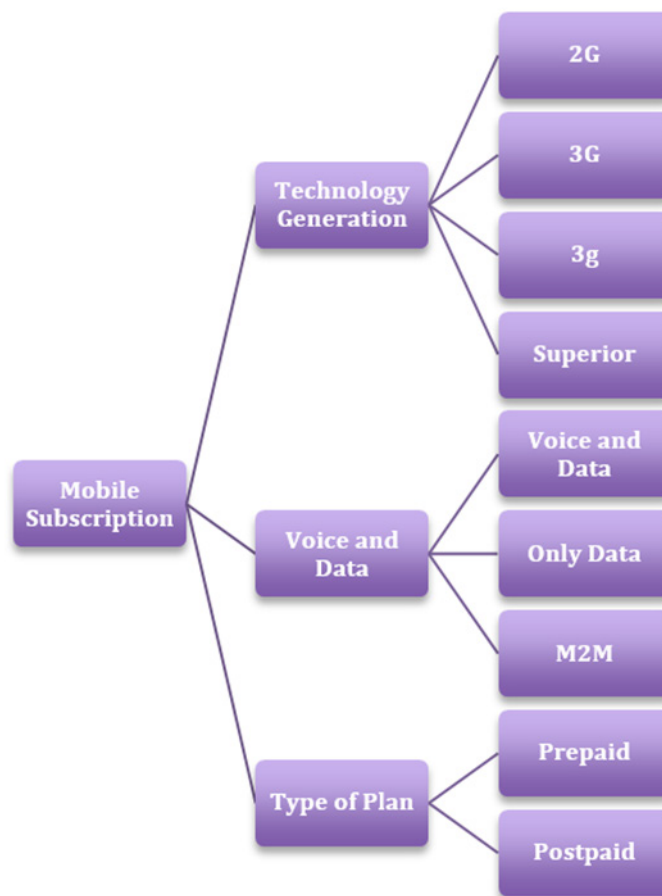 2G
3G
3g
Superior
Technology
Generation
Voice and
Data
Only Data
M2M
Voice and
Data
Mobile
Subscription
Prepaid
Postpaid
Type of Plan